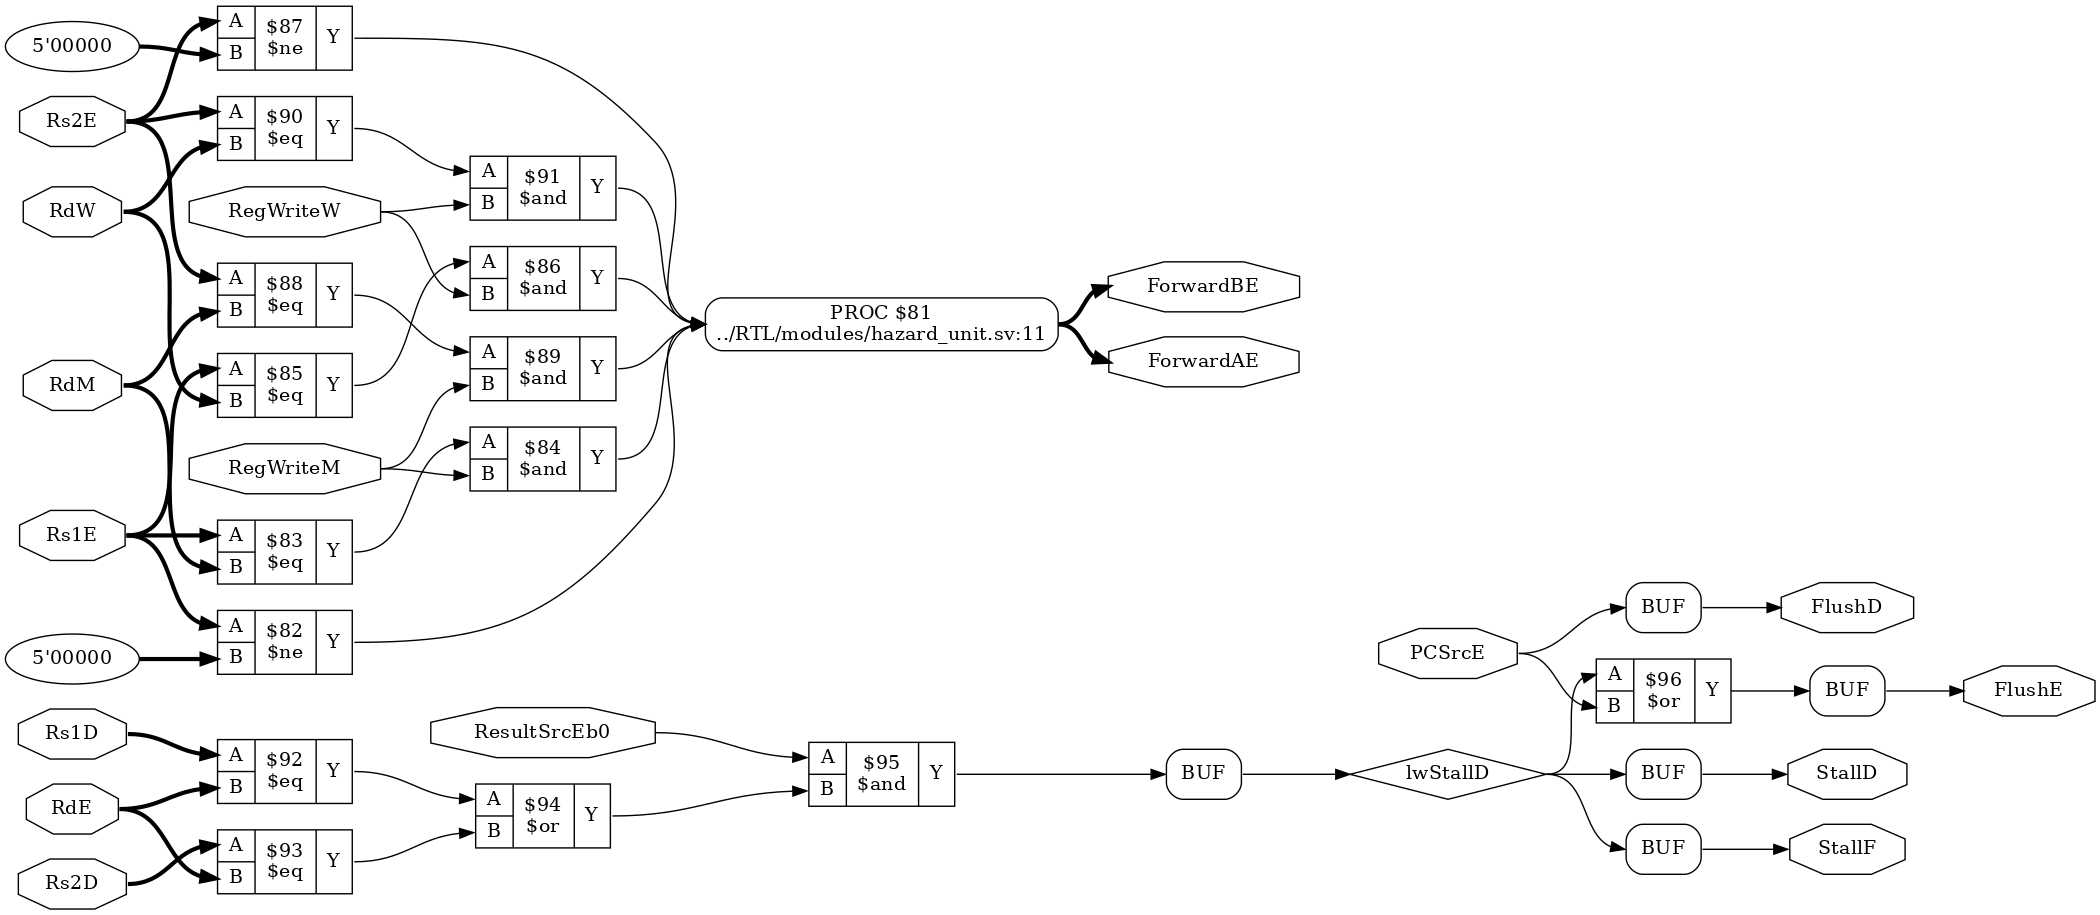 A
$87
$ne
Y
B
5'00000
Rs2E
A
$90
$eq
Y
B
RdW
RegWriteW
A
$91
$and
Y
B
A
$88
$eq
Y
B
A
$86
$and
Y
B
RdM
A
$85
$eq
Y
B
A
$89
$and
Y
B
RegWriteM
A
$84
$and
Y
B
Rs1E
A
$83
$eq
Y
B
5'00000
A
$82
$ne
Y
B
PROC $81
../RTL/modules/hazard_unit.sv:11
ForwardBE
ForwardAE
Rs1D
RdE
Rs2D
A
$92
$eq
Y
B
A
$93
$eq
Y
B
ResultSrcEb0
A
$94
$or
Y
B
A
$95
$and
Y
B
BUF
lwStallD
PCSrcE
BUF
FlushD
A
$96
$or
Y
B
BUF
FlushE
BUF
StallD
BUF
StallF